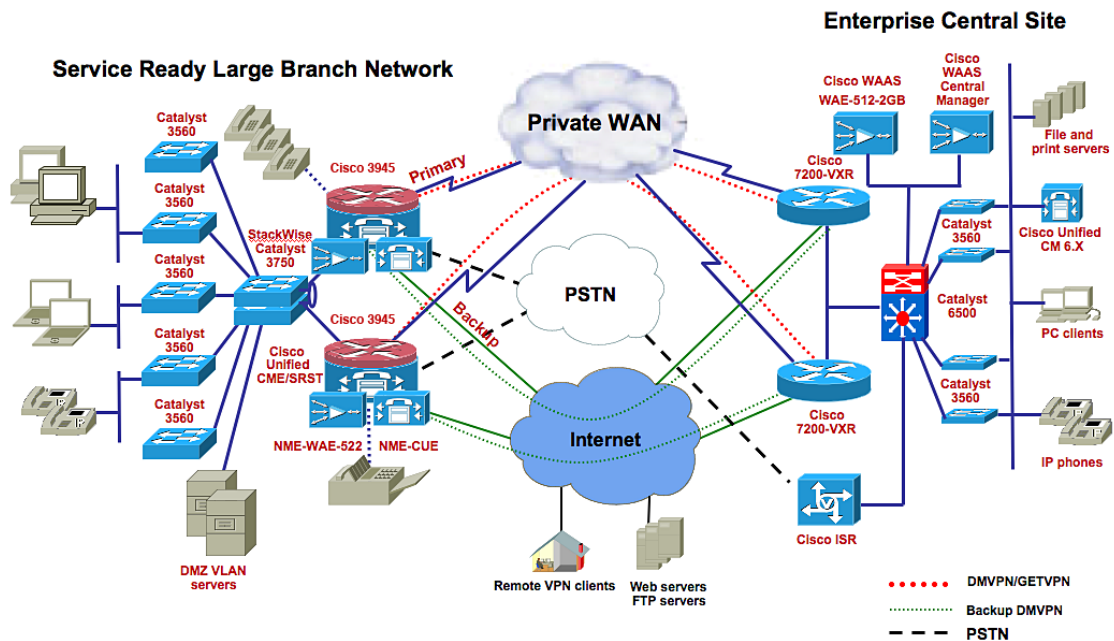 Enterprise Central Site
Service Ready Large Branch Network
Cisco WAAS
WAE-512-2GB
Cisco
WAAS
Central
Manager
File and
print servers
Catalyst
3560
Catalyst
3560
Catalyst
3560
Catalyst
3560
Catalyst
3560
StackWise
Catalyst
3750
Cisco 3945
Primary
Private WAN
Cisco
7200-VXR
Catalyst
3560
Cisco Unified
CM 6.X
PSTN
Cisco 3945
Backup
Cisco
Unified
CME/SRST
Catalyst
6500
PC clients
Catalyst
3560
Cisco
7200-VXR
Internet
NME-WAE-522
NME-CUE
IP phones
Cisco ISR
DMZ VLAN
servers
Remote VPN clients
Web servers
FTP servers
DMVPN/GETVPN
Backup DMVPN
PSTN